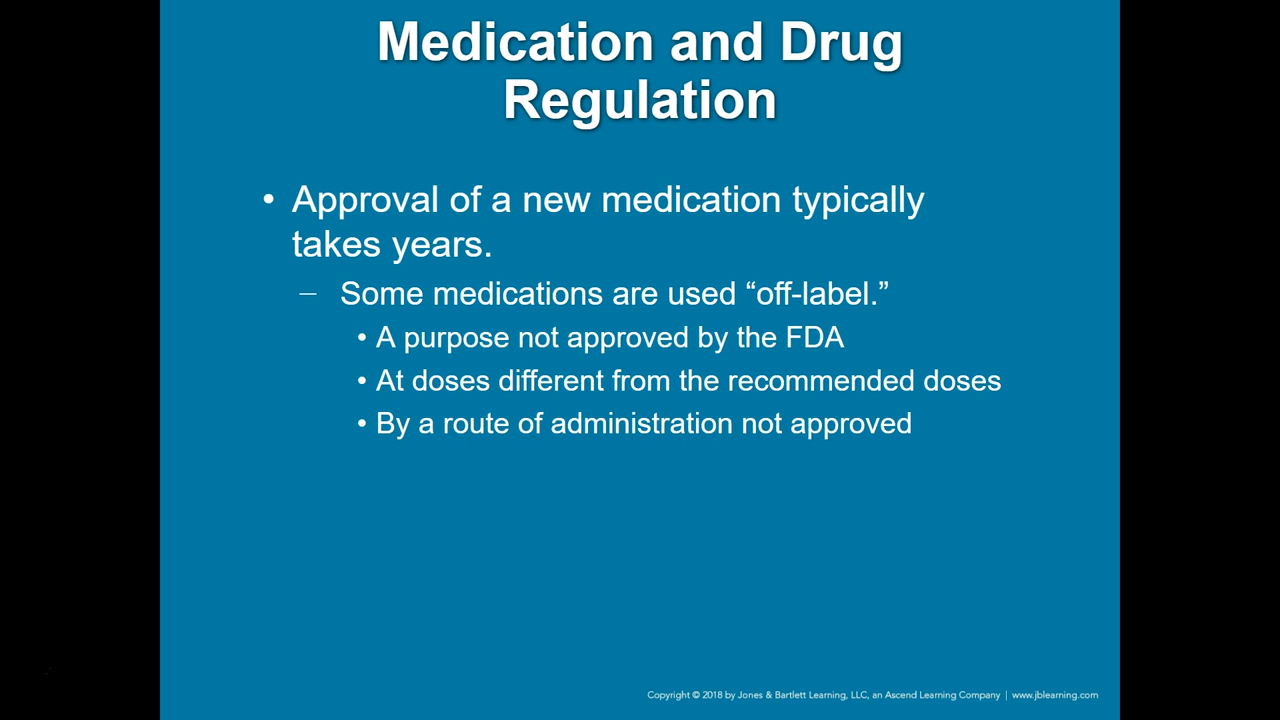 Medication and Drug
Regulation
• Approval of a new medication typically
takes years.
– Some medications are used “off-label.”
• A purpose not approved by the FDA
• At doses different from the recommended doses
• By a route of administration not approved
Copyright © 2018 by Jones & Bartlett Learning, LLC, an Ascend Learning Company | www.jblearning.com